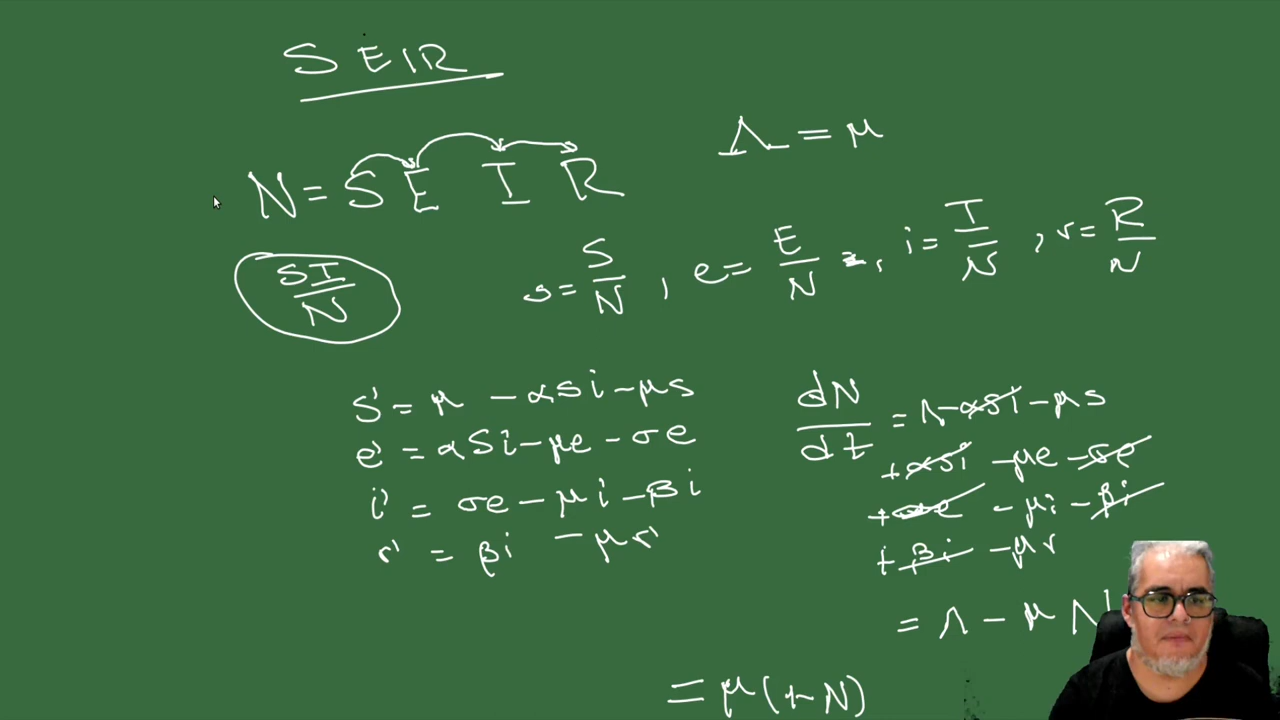 SEIR
Λ = μ
N = S E I R
SI/N
s = S/N , e = E/N , i = I/N , r = R/N
s' = μ - αsi - μs
e' = αsi - μe - σe
i' = σe - μi - βi
r' = βi - μr
dN/dt = Λ - αsi - μs
+ αsi - μe - σe
+ σe - μi - βi
+ βi - μr
= Λ - μN
= μ(1-N)